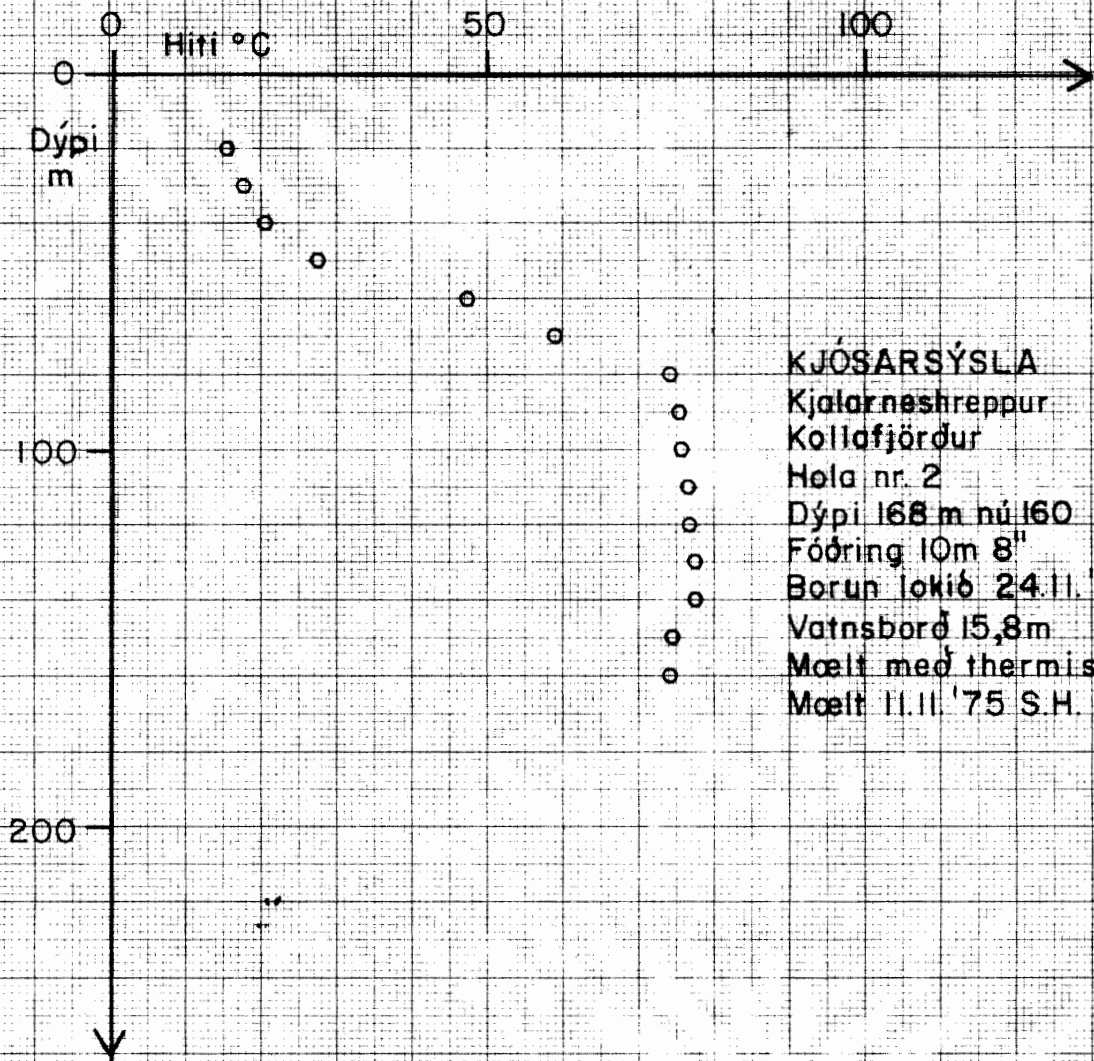 0 50 100
Hiti °C
0
Dýpi
m
100
200
KJÓSARSÝSLA
Kjalarneshreppur
Kollafjörður
Hola nr. 2
Dýpi 168 m nú 160
Fóðring 10m 8"
Borun lokið 24.11.'
Vatnsborð 15,8m
Mælt með thermis
Mælt 11.11. '75 S.H.